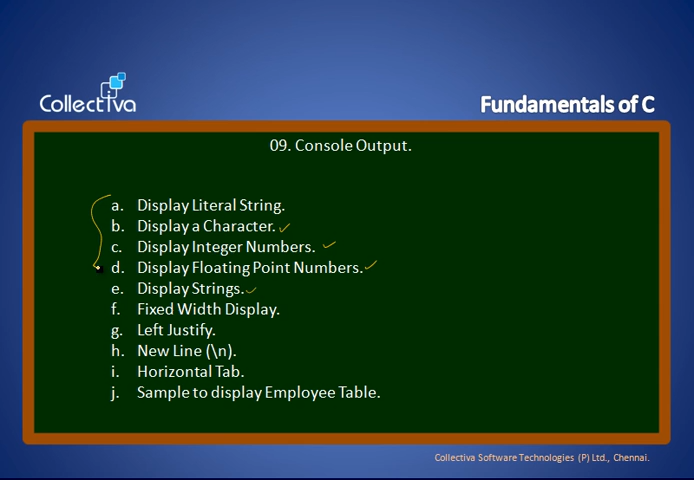 Collectiva
Fundamentals of C
09. Console Output.
a. Display Literal String.
b. Display a Character.
c. Display Integer Numbers.
d. Display Floating Point Numbers.
e. Display Strings.
f. Fixed Width Display.
g. Left Justify.
h. New Line (\n).
i. Horizontal Tab.
j. Sample to display Employee Table.
Collectiva Software Technologies (P) Ltd., Chennai.